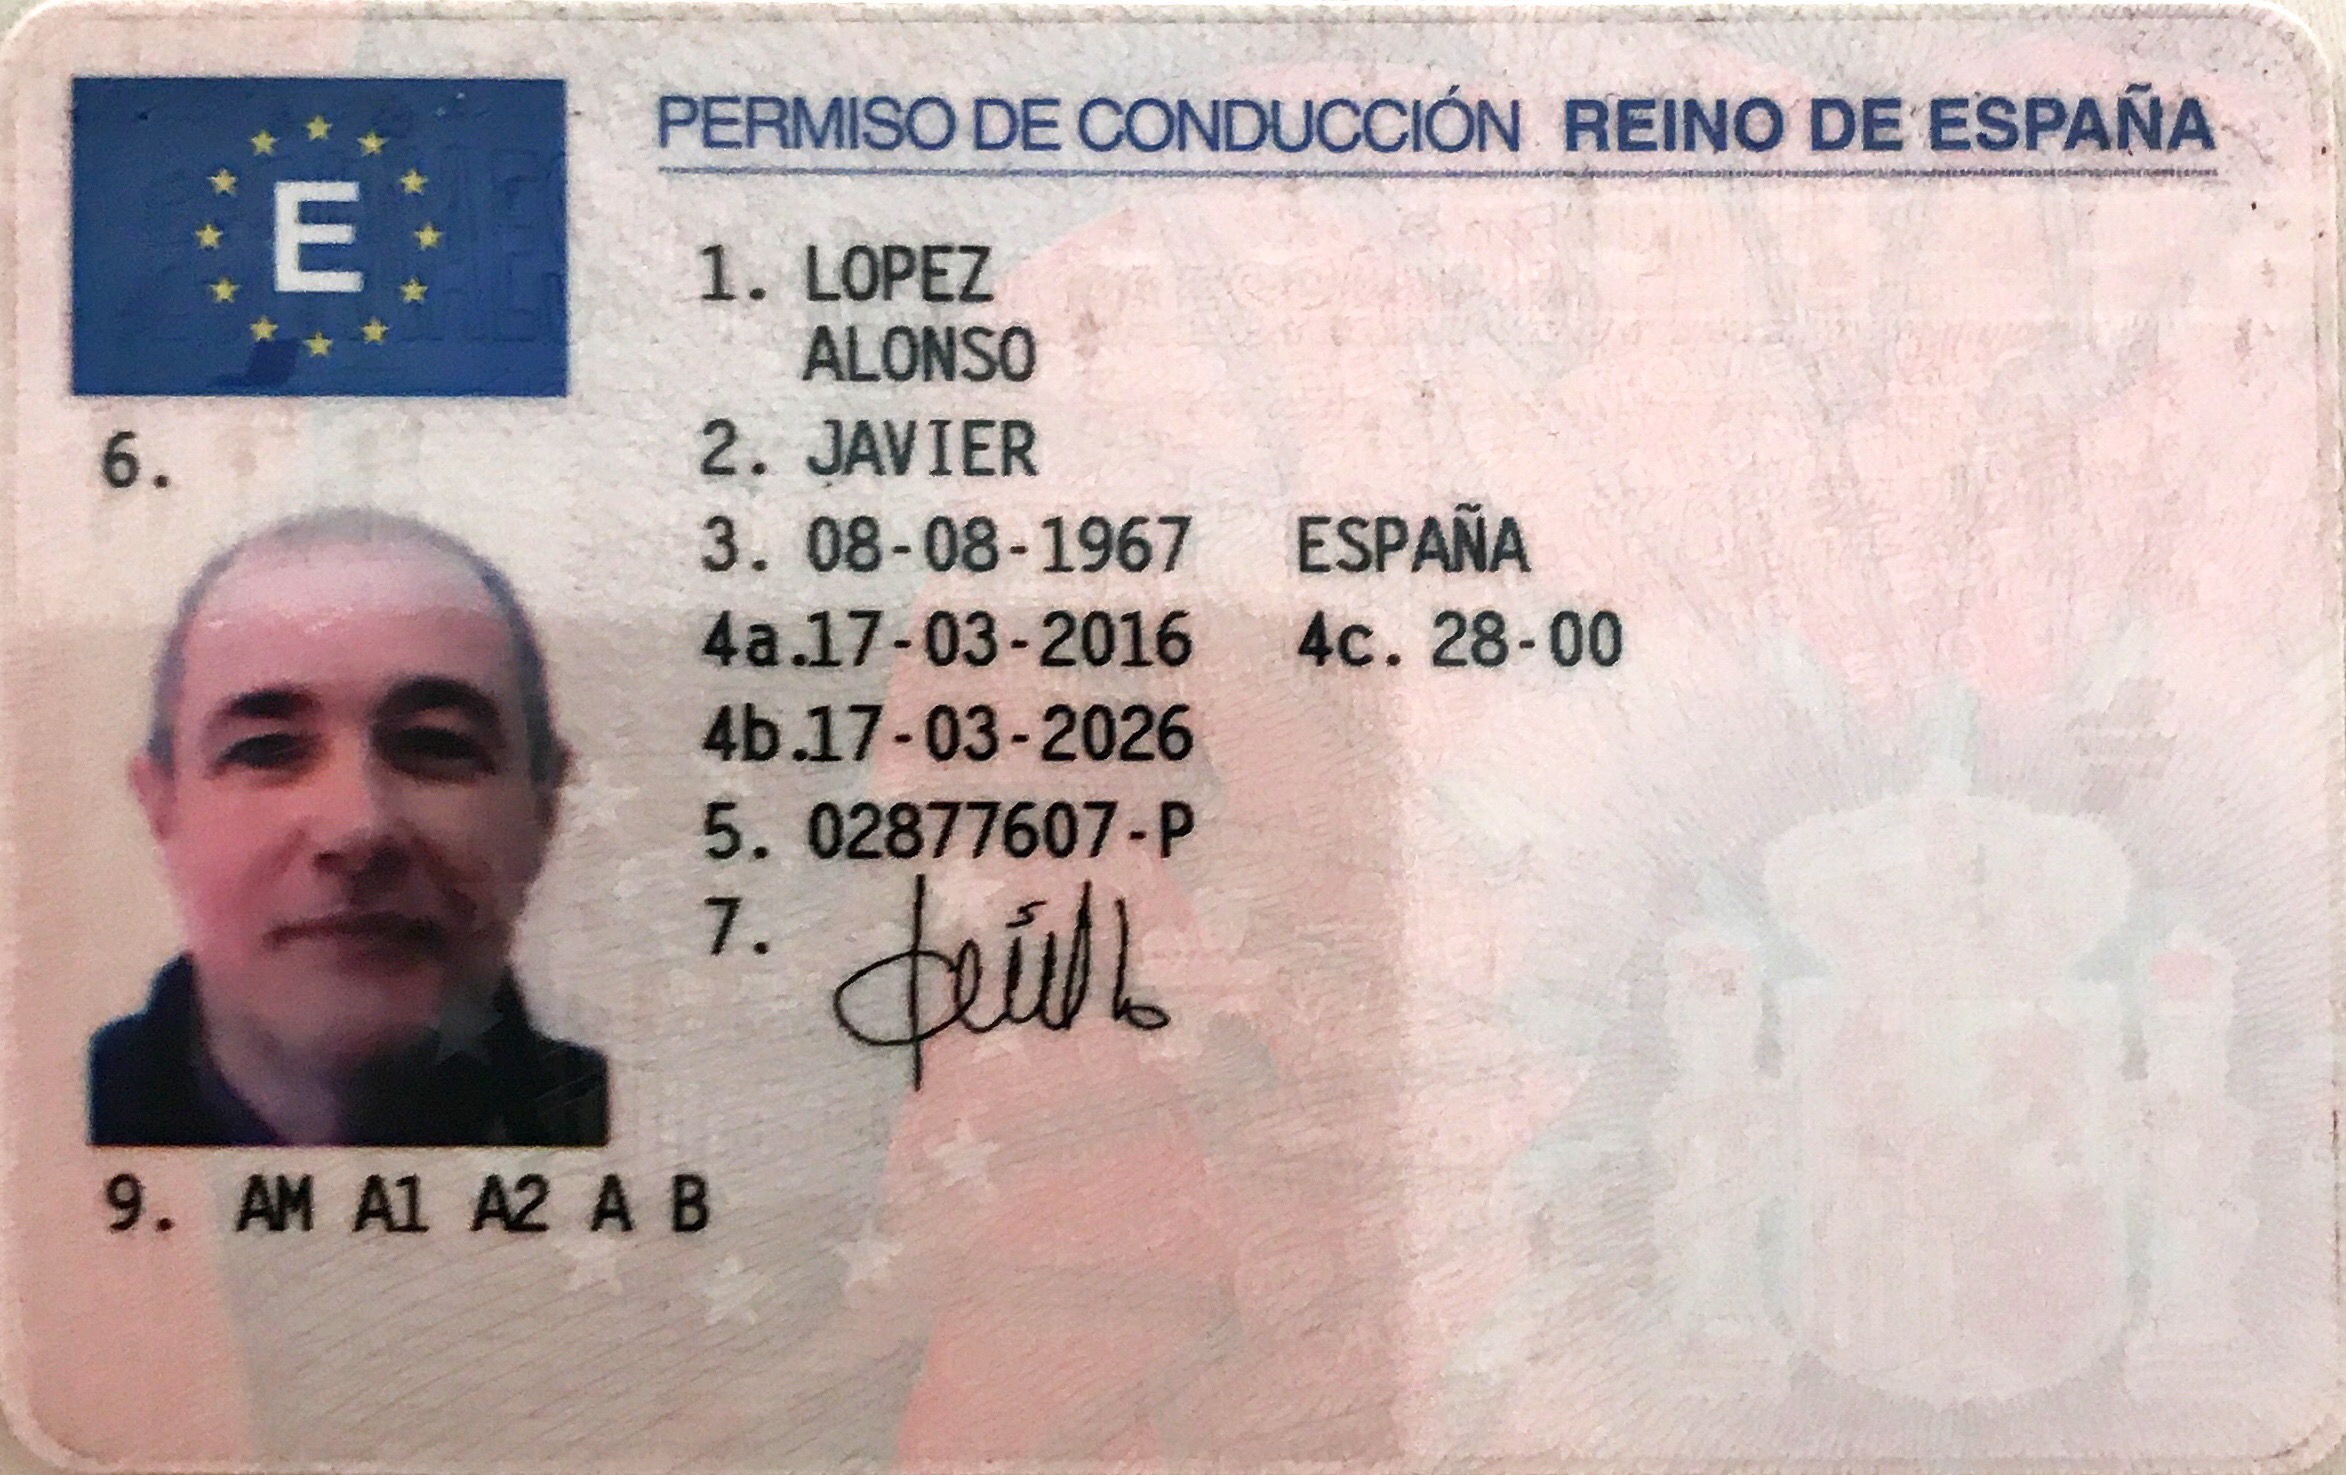 E
PERMISO DE CONDUCCIÓN REINO DE ESPAÑA
1. LOPEZ
ALONSO
2. JAVIER
3. 08-08-1967 ESPAÑA
4a.17-03-2016 4c. 28-00
4b.17-03-2026
5. 02877607-P
6.
7.
9. AM A1 A2 A B